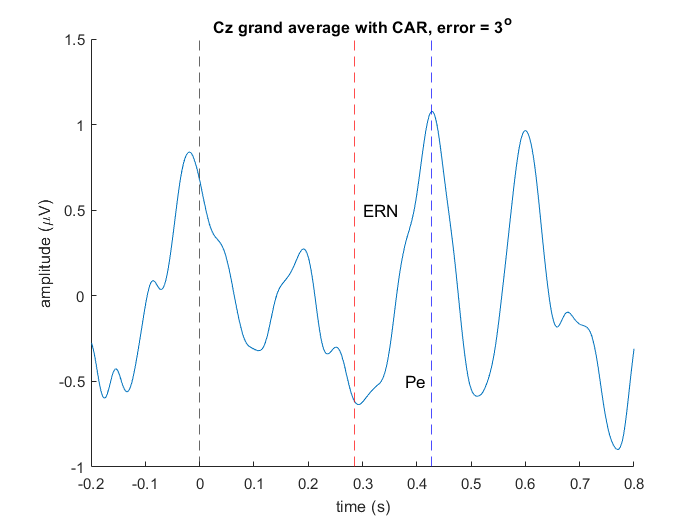 Cz grand average with CAR, error = 3°
1.5
1
0.5
0
-0.5
-1
amplitude (μV)
ERN
Pe
-0.2 -0.1 0 0.1 0.2 0.3 0.4 0.5 0.6 0.7 0.8
time (s)